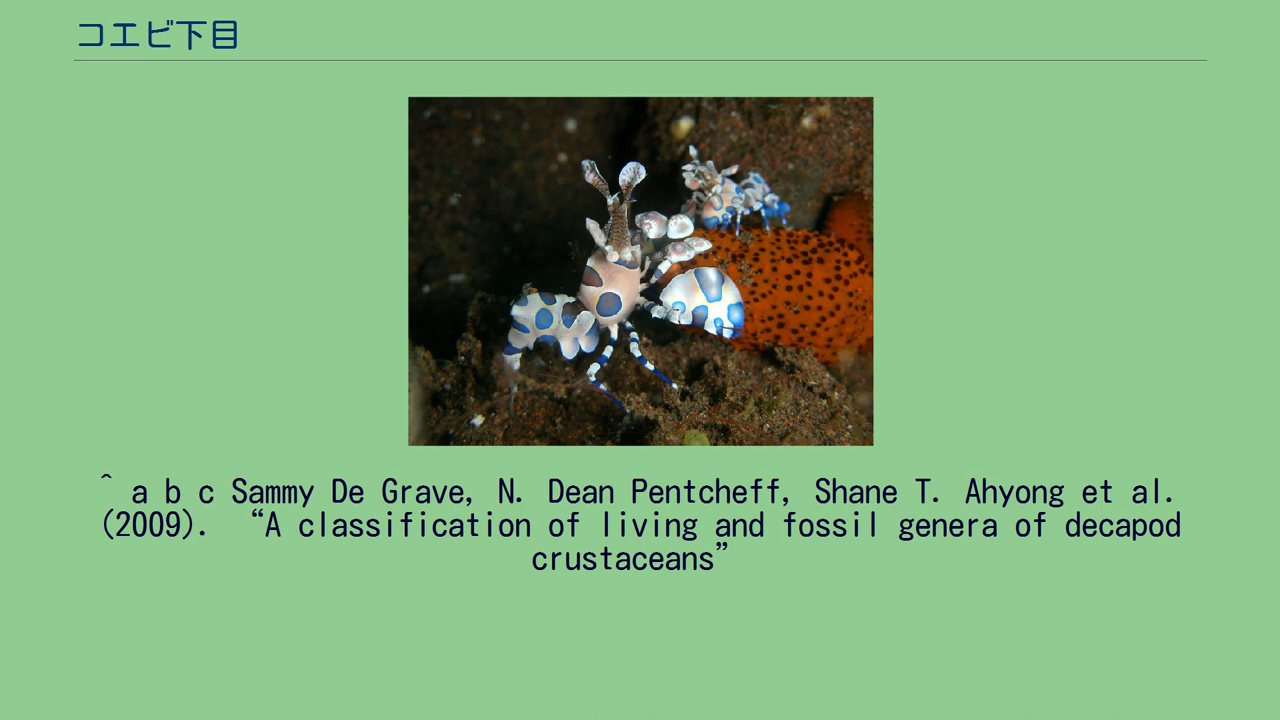 コエビ下目
^ a b c Sammy De Grave, N. Dean Pentcheff, Shane T. Ahyong et al.
(2009). “A classification of living and fossil genera of decapod
crustaceans”